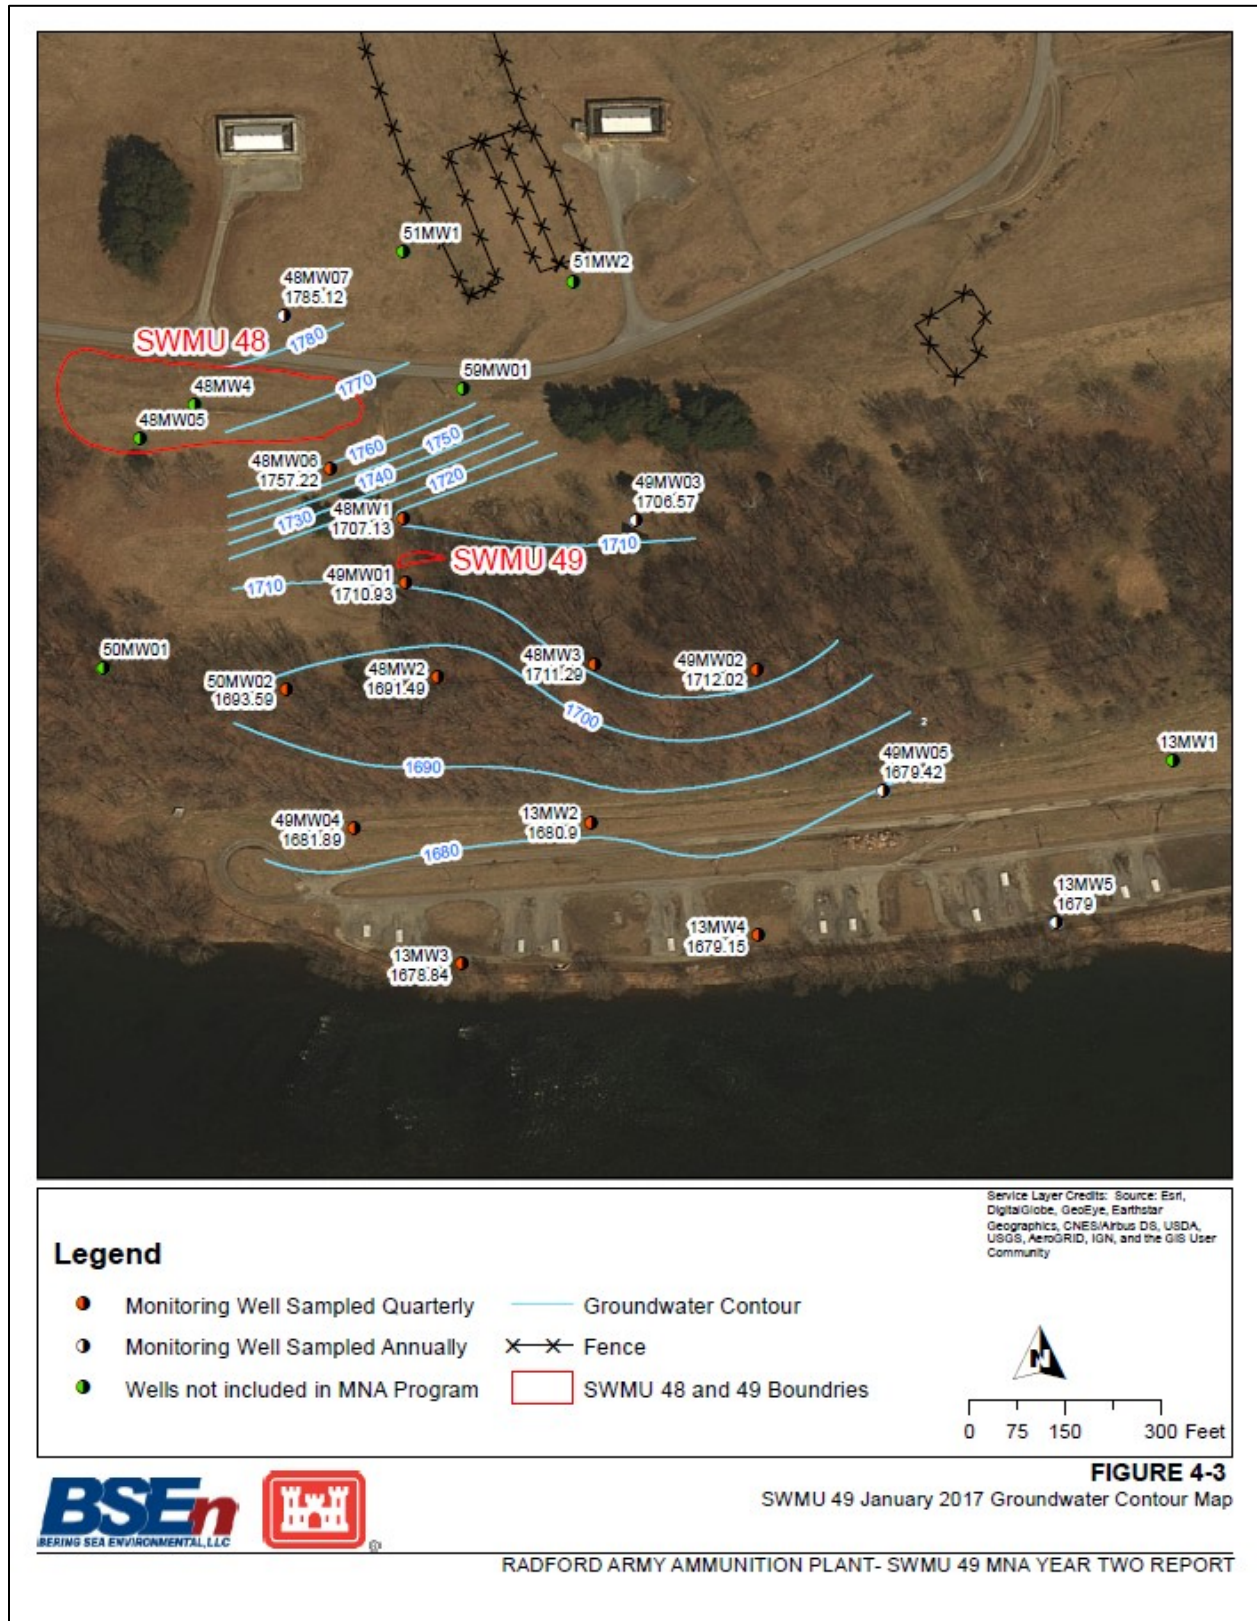 51MW1
51MW2
48MW07
1785.12
1780
SWMU 48
1770
59MW01
48MW4
48MW05
1760
1750
48MW06
1757.22
1740
1720
49MW03
1706.57
1730
48MW1
1707.13
1710
SWMU 49
49MW01
1710.93
1710
50MW01
48MW3
1711.29
49MW02
1712.02
48MW2
1691.49
50MW02
1693.59
1700
2
49MW05
1679.42
13MW1
1690
49MW04
1681.89
13MW2
1680.9
1680
13MW5
1679
13MW4
1679.15
13MW3
1678.84
Service Layer Credits: Source: Esri,
DigitalGlobe, GeoEye, Earthstar
Geographics, CNES/Airbus DS, USDA,
USGS, AeroGRID, IGN, and the GIS User
Community
Legend
Monitoring Well Sampled Quarterly
Groundwater Contour
Monitoring Well Sampled Annually
Fence
Wells not included in MNA Program
SWMU 48 and 49 Boundries
N
0 75 150 300 Feet
FIGURE 4-3
SWMU 49 January 2017 Groundwater Contour Map
BSEn
BERING SEA ENVIRONMENTAL, LLC
®
RADFORD ARMY AMMUNITION PLANT- SWMU 49 MNA YEAR TWO REPORT